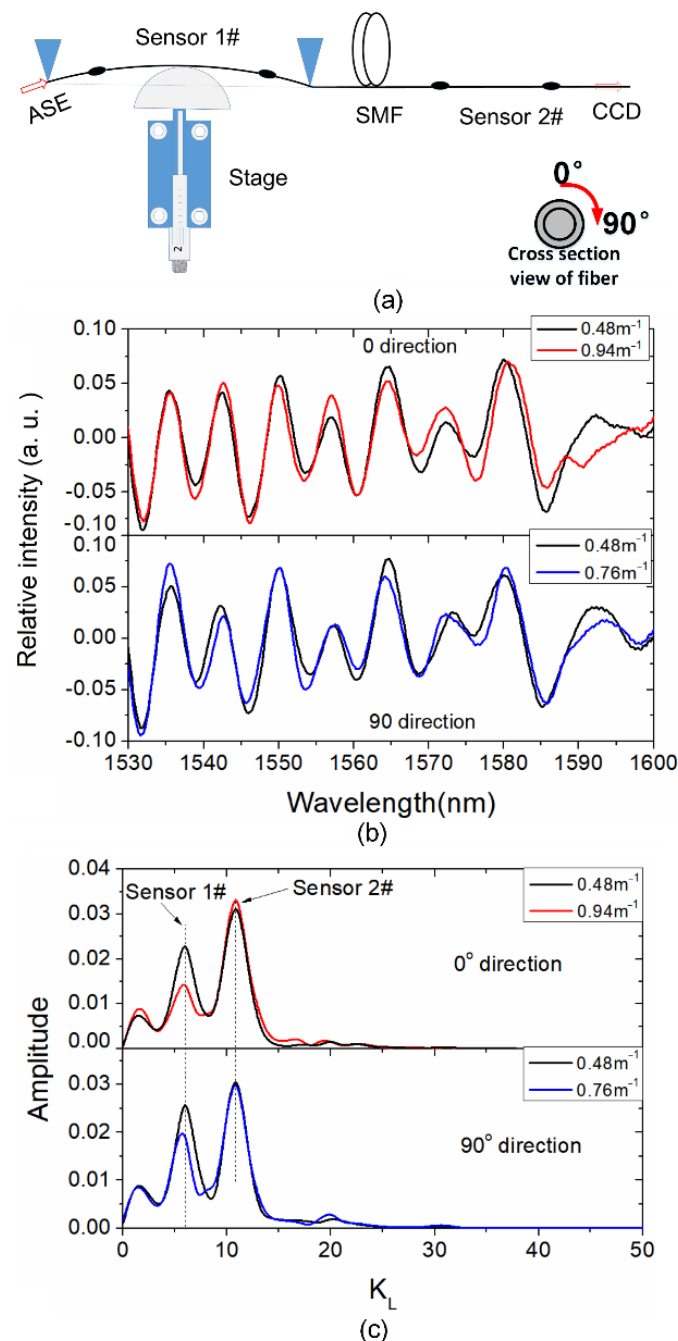 Sensor 1#
ASE
SMF
Sensor 2#
CCD
Stage
2
0°
90°
Cross section
view of fiber
(a)
0.10
0.05
0.00
-0.05
-0.10
0 direction
0.48m⁻¹
0.94m⁻¹
0.10
0.05
0.00
-0.05
-0.10
90 direction
0.48m⁻¹
0.76m⁻¹
Relative intensity (a. u. )
1530 1540 1550 1560 1570 1580 1590 1600
Wavelength(nm)
(b)
0.04
0.03
0.02
0.01
0.00
Sensor 1#
Sensor 2#
0.48m⁻¹
0.94m⁻¹
0° direction
0.03
0.02
0.01
0.00
0.48m⁻¹
0.76m⁻¹
90° direction
Amplitude
0 10 20 30 40 50
K_L
(c)